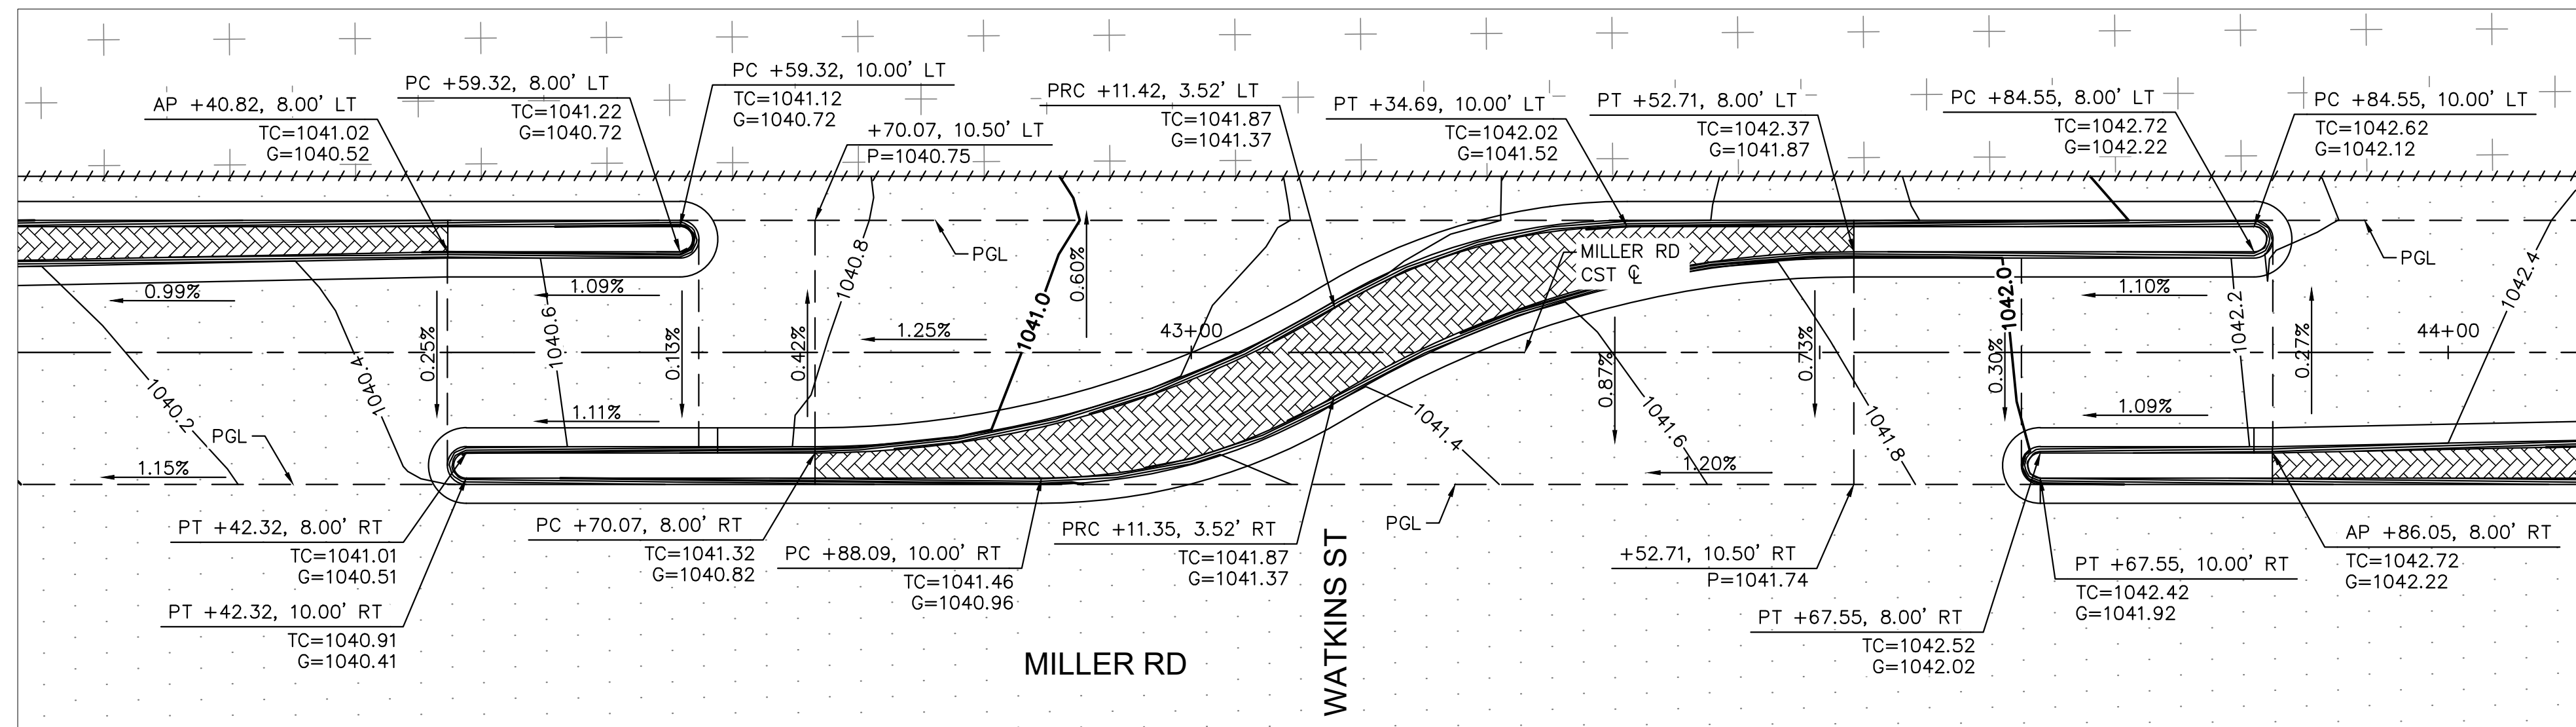 AP +40.82, 8.00' LT
TC=1041.02
G=1040.52
PC +59.32, 8.00' LT
TC=1041.22
G=1040.72
PC +59.32, 10.00' LT
TC=1041.12
G=1040.72
+70.07, 10.50' LT
P=1040.75
PRC +11.42, 3.52' LT
TC=1041.87
G=1041.37
PT +34.69, 10.00' LT
TC=1042.02
G=1041.52
PT +52.71, 8.00' LT
TC=1042.37
G=1041.87
PC +84.55, 8.00' LT
TC=1042.72
G=1042.22
PC +84.55, 10.00' LT
TC=1042.62
G=1042.12
PGL
MILLER RD
CST ℄
PGL
0.99%
1.09%
0.25%
1040.6
0.13%
0.42%
1040.8
1.25%
1041.0
0.60%
43+00
0.87%
0.73%
0.30%
1042.0
1.10%
1042.2
0.27%
1042.4
44+00
1040.2
1040.4
1.11%
1041.4
1041.6
1041.8
1.09%
PGL
1.15%
1.20%
PGL
PT +42.32, 8.00' RT
TC=1041.01
G=1040.51
PT +42.32, 10.00' RT
TC=1040.91
G=1040.41
PC +70.07, 8.00' RT
TC=1041.32
G=1040.82
PC +88.09, 10.00' RT
TC=1041.46
G=1040.96
PRC +11.35, 3.52' RT
TC=1041.87
G=1041.37
+52.71, 10.50' RT
P=1041.74
PT +67.55, 8.00' RT
TC=1042.52
G=1042.02
PT +67.55, 10.00' RT
TC=1042.42
G=1041.92
AP +86.05, 8.00' RT
TC=1042.72
G=1042.22
MILLER RD
WATKINS ST